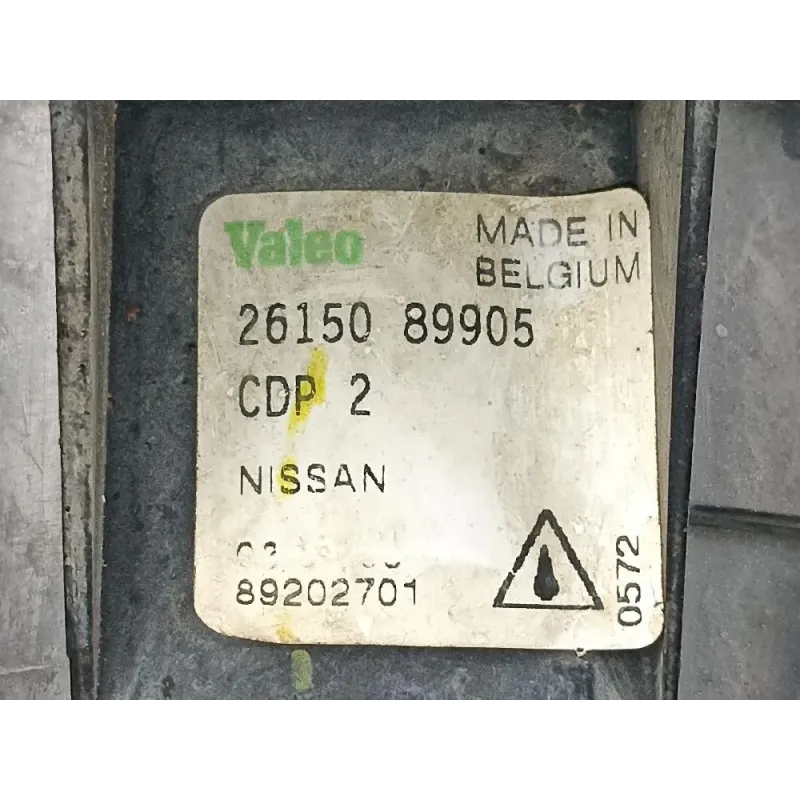 Valeo
MADE IN
BELGIUM
26150 89905
CDP 2
NISSAN
89202701
0572